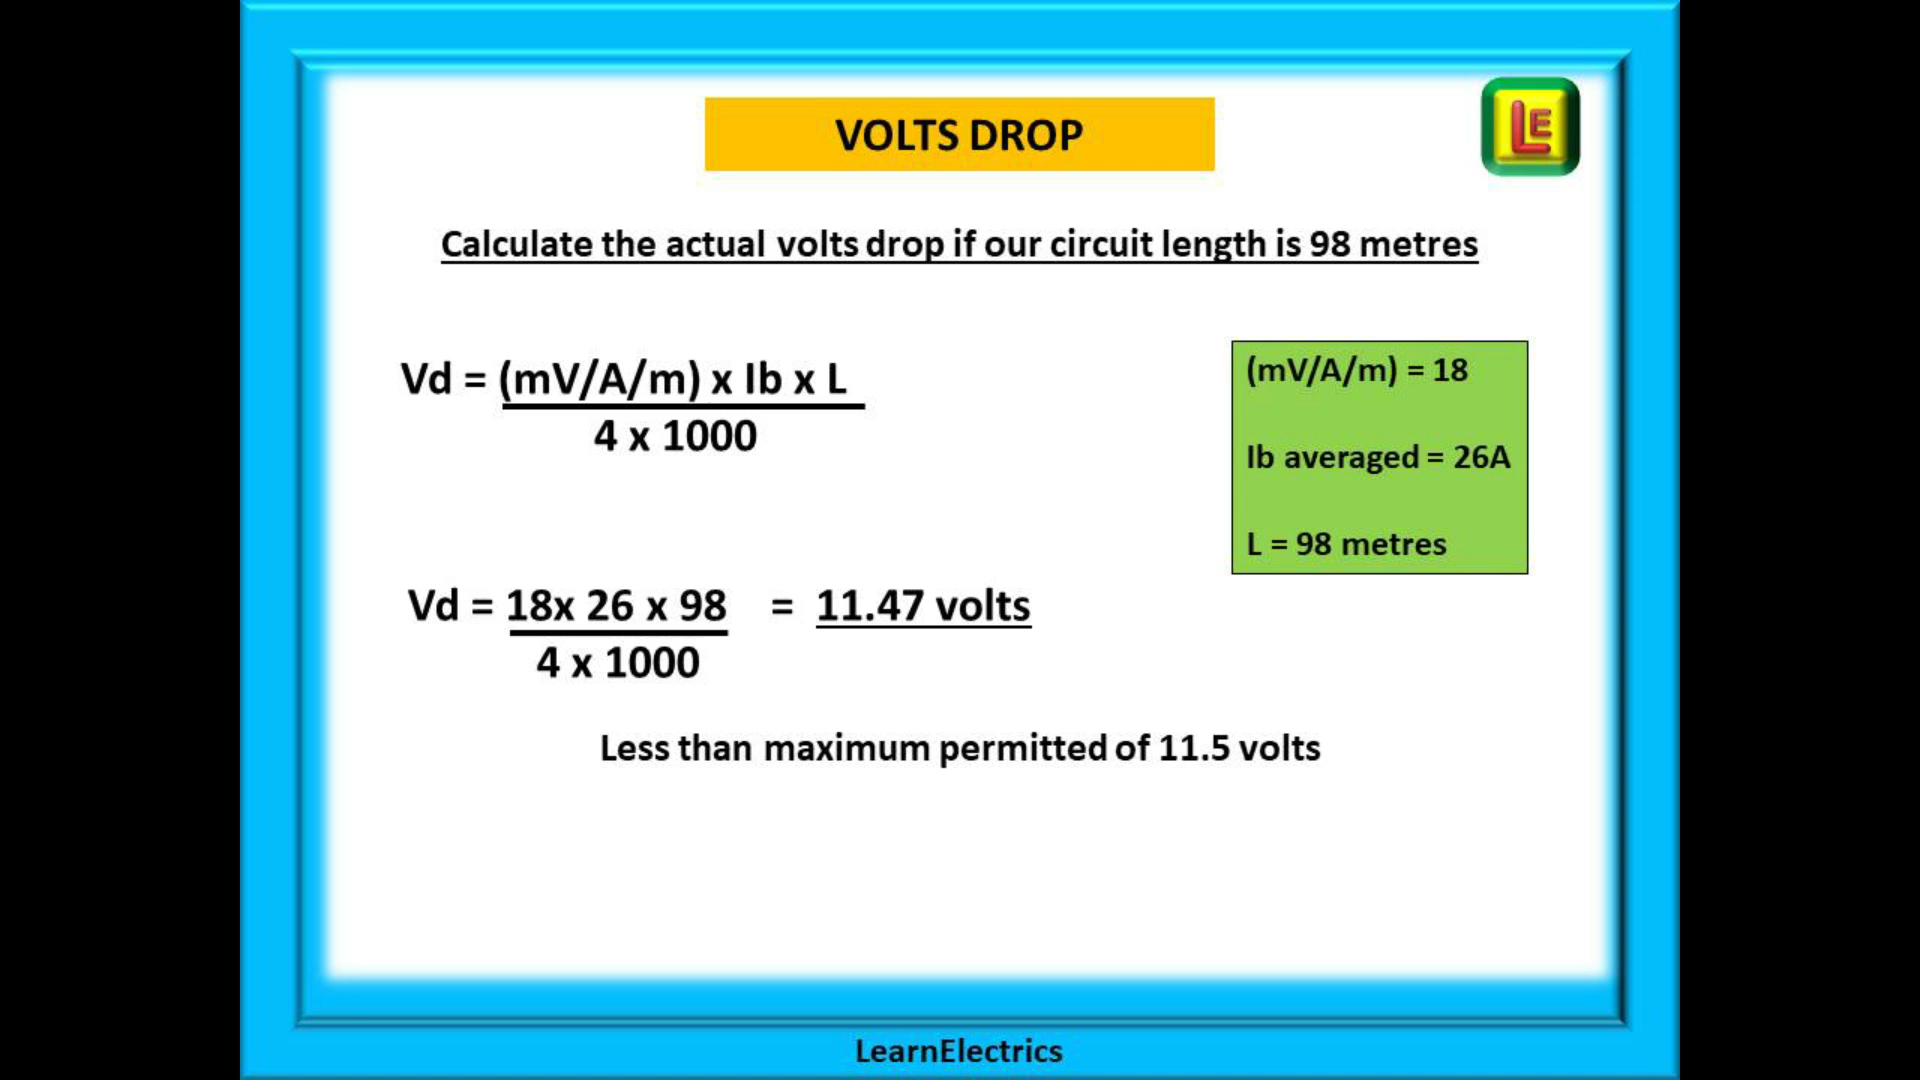 VOLTS DROP
LE
Calculate the actual volts drop if our circuit length is 98 metres
Vd = (mV/A/m) x Ib x L
4 x 1000
(mV/A/m) = 18
Ib averaged = 26A
L = 98 metres
Vd = 18x 26 x 98 = 11.47 volts
4 x 1000
Less than maximum permitted of 11.5 volts
LearnElectrics